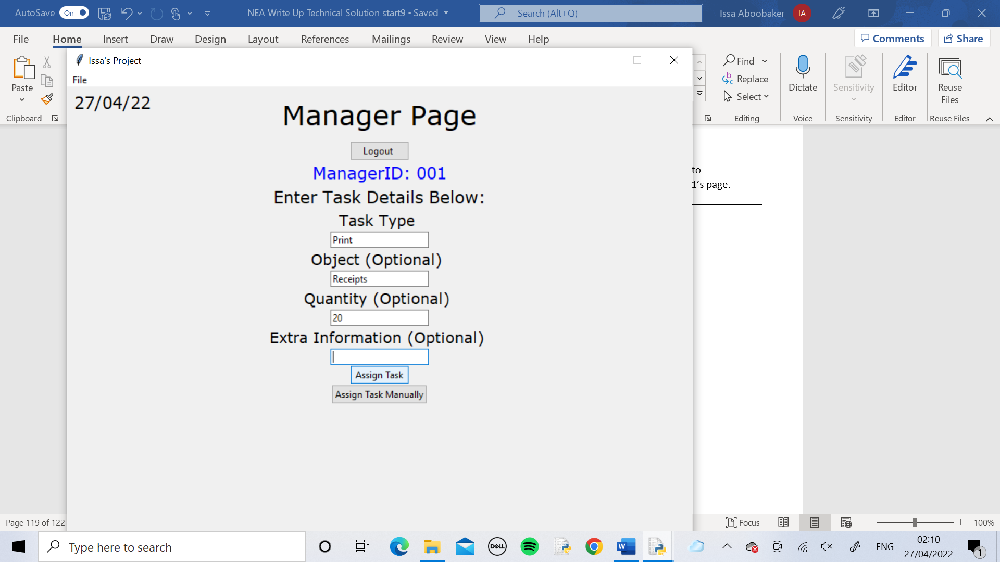 AutoSave On
NEA Write Up Technical Solution start9 • Saved
Search (Alt+Q)
Issa Aboobaker IA
File Home Insert Draw Design Layout References Mailings Review View Help
Comments Share
Paste
Clipboard
Find
Replace
Select
Editing
Dictate
Voice
Sensitivity
Sensitivity
Editor
Editor
Reuse
Files
Reuse Files
Issa's Project
File
27/04/22
Manager Page
Logout
ManagerID: 001
Enter Task Details Below:
Task Type
Print
Object (Optional)
Receipts
Quantity (Optional)
20
Extra Information (Optional)
Assign Task
Assign Task Manually
to
1’s page.
Page 119 of 122
Focus
100%
Type here to search
DELL
W
ENG
02:10
27/04/2022
1